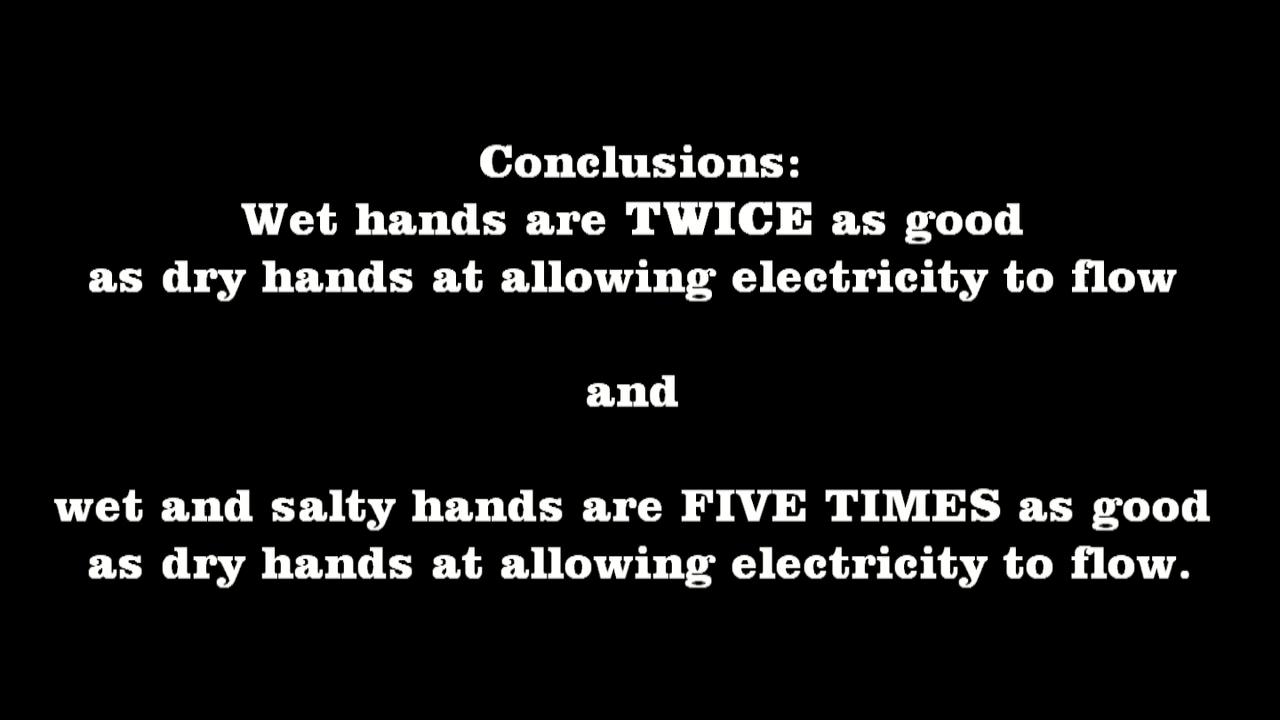 Conclusions:
Wet hands are TWICE as good
as dry hands at allowing electricity to flow
and
wet and salty hands are FIVE TIMES as good
as dry hands at allowing electricity to flow.